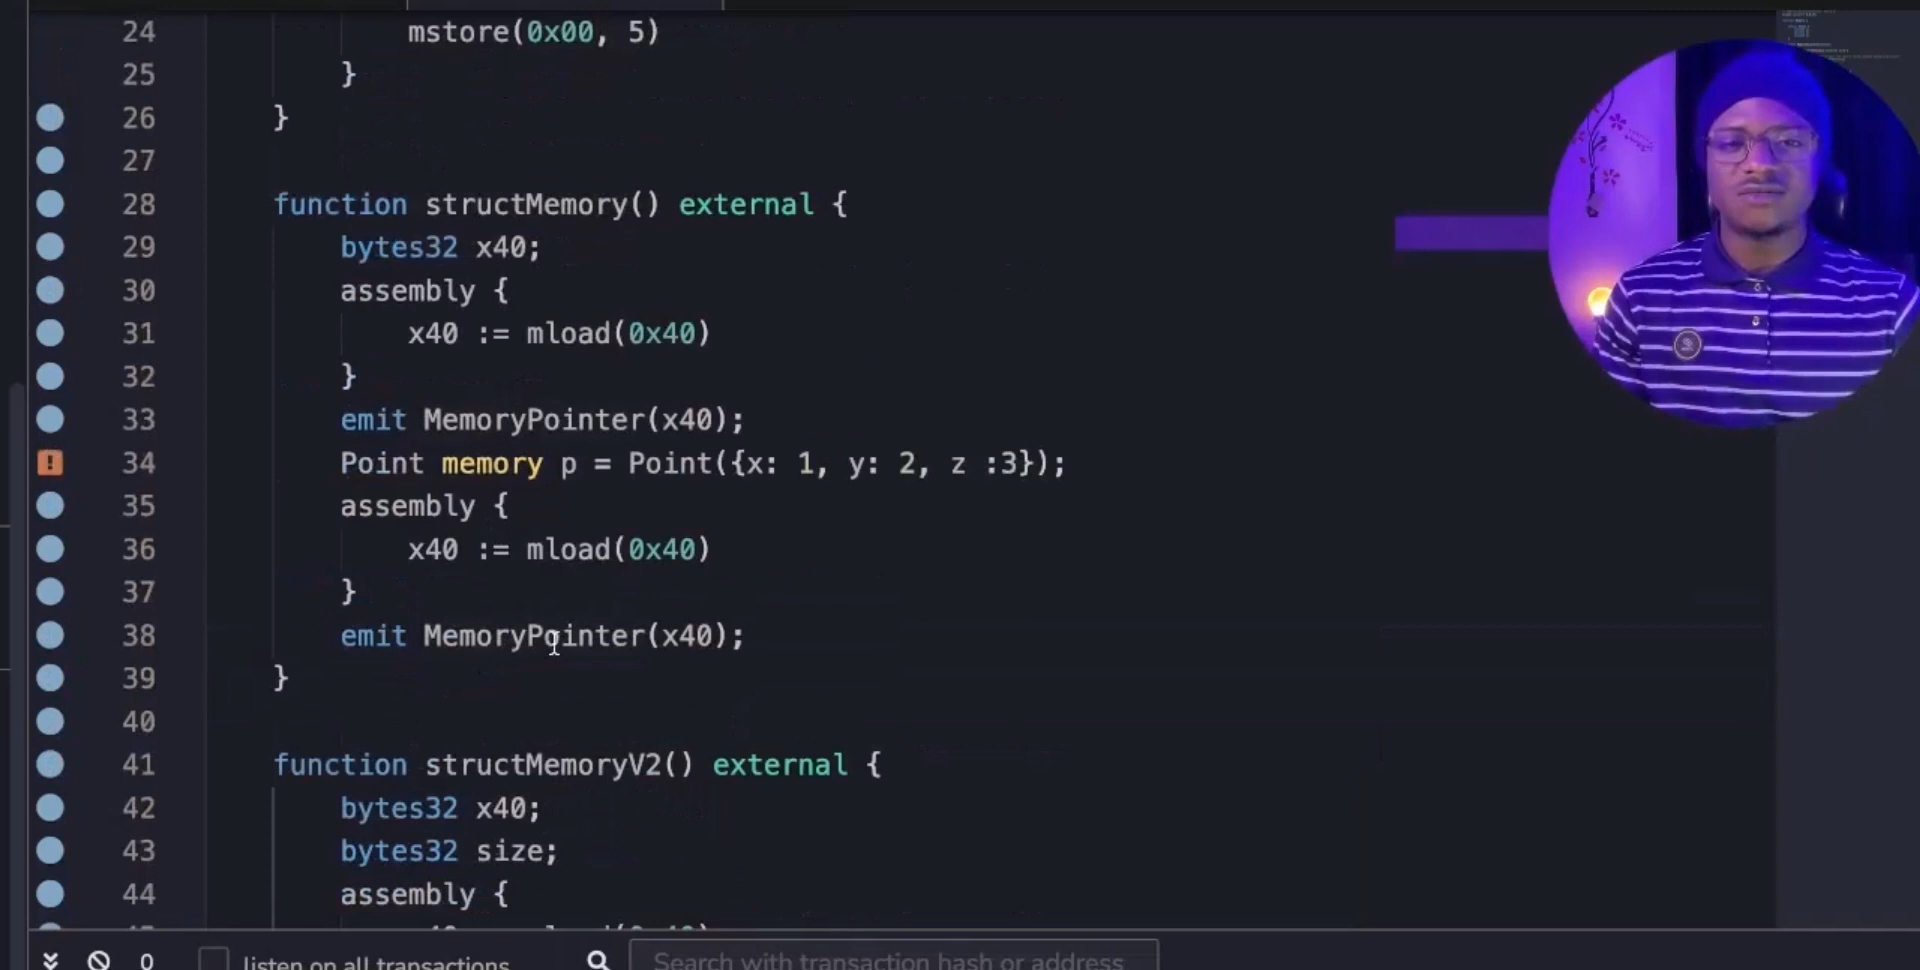 24 mstore(0x00, 5)
25 }
26 }
27
28 function structMemory() external {
29 bytes32 x40;
30 assembly {
31 x40 := mload(0x40)
32 }
33 emit MemoryPointer(x40);
34 Point memory p = Point({x: 1, y: 2, z :3});
35 assembly {
36 x40 := mload(0x40)
37 }
38 emit MemoryPointer(x40);
39 }
40
41 function structMemoryV2() external {
42 bytes32 x40;
43 bytes32 size;
44 assembly {
0 listen on all transactions Search with transaction hash or address